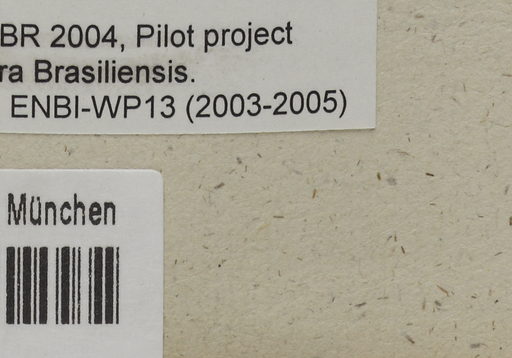 BR 2004, Pilot project
ra Brasiliensis.
ENBI-WP13 (2003-2005)
München